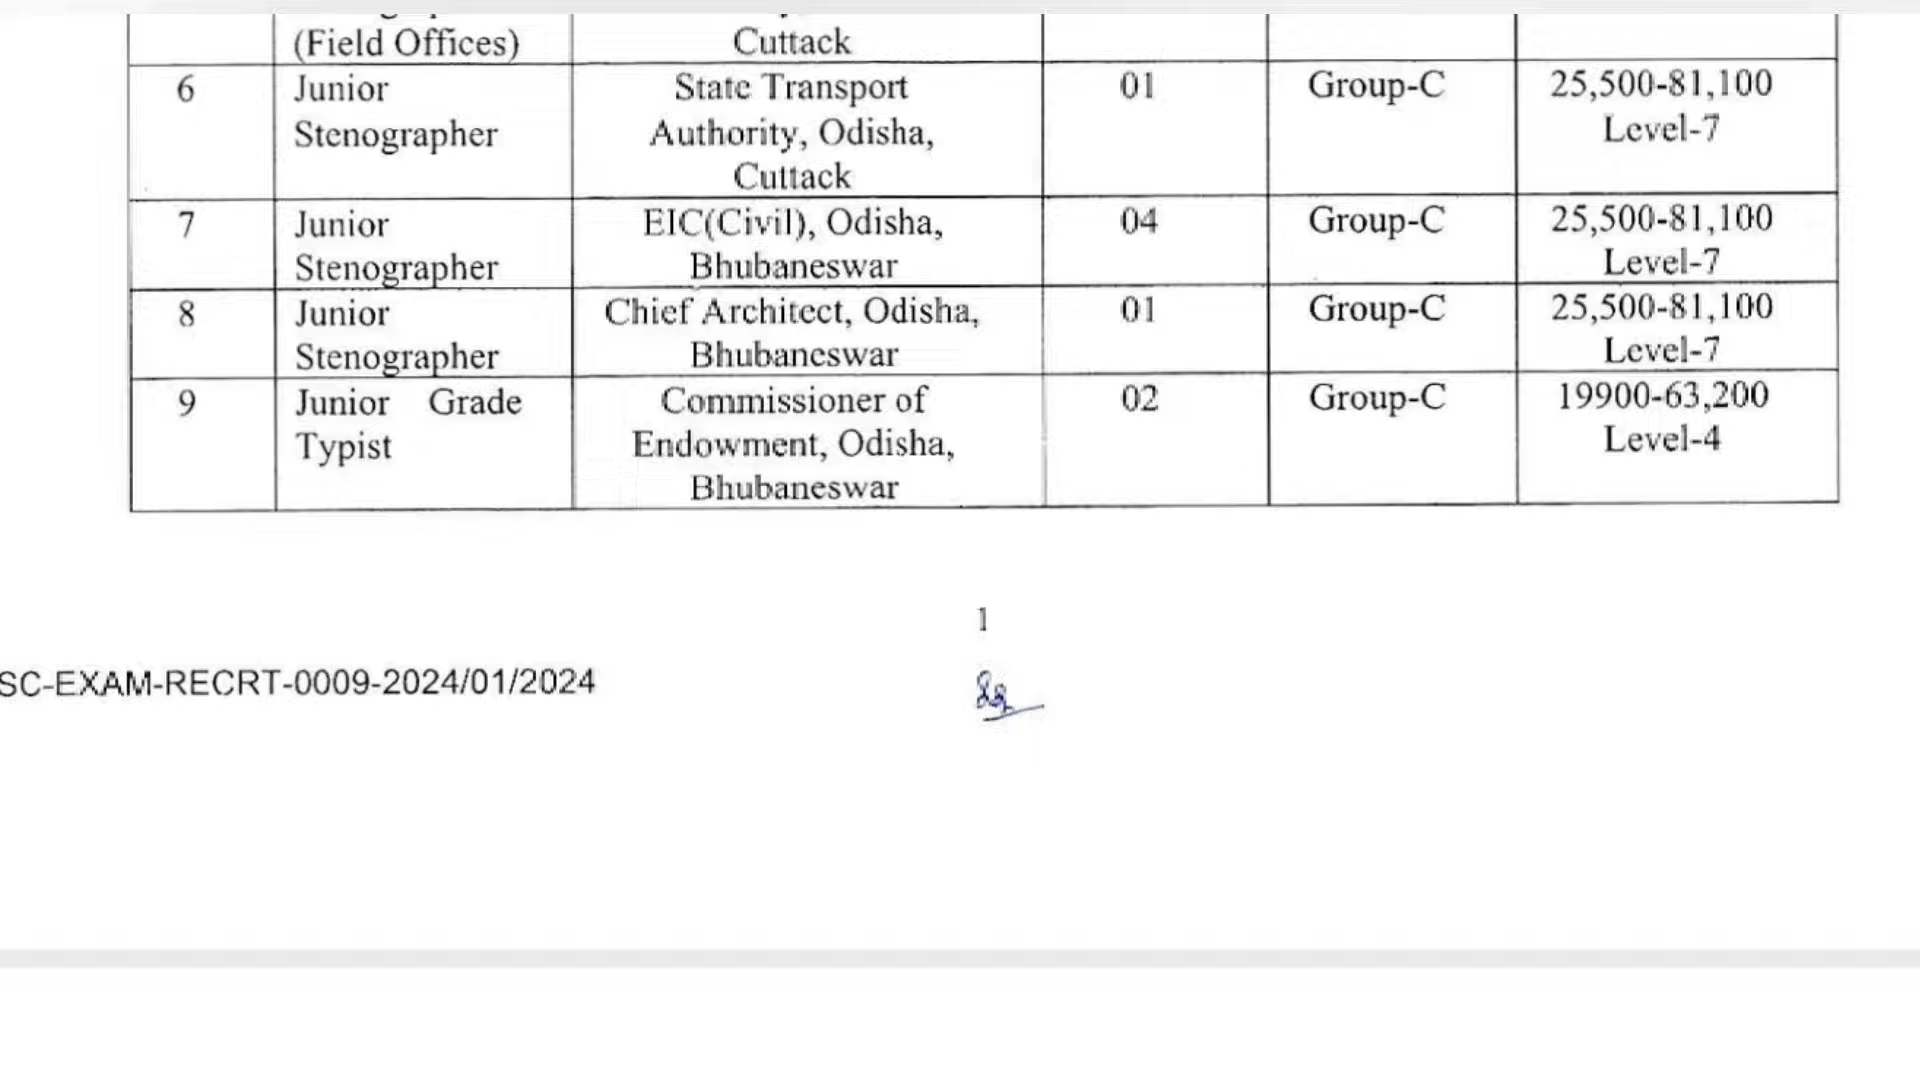 (Field Offices) Cuttack
6 Junior State Transport 01 Group-C 25,500-81,100
Stenographer Authority, Odisha, Level-7
Cuttack
7 Junior EIC(Civil), Odisha, 04 Group-C 25,500-81,100
Stenographer Bhubaneswar Level-7
8 Junior Chief Architect, Odisha, 01 Group-C 25,500-81,100
Stenographer Bhubaneswar Level-7
9 Junior Grade Commissioner of 02 Group-C 19900-63,200
Typist Endowment, Odisha, Level-4
Bhubaneswar
1
SC-EXAM-RECRT-0009-2024/01/2024